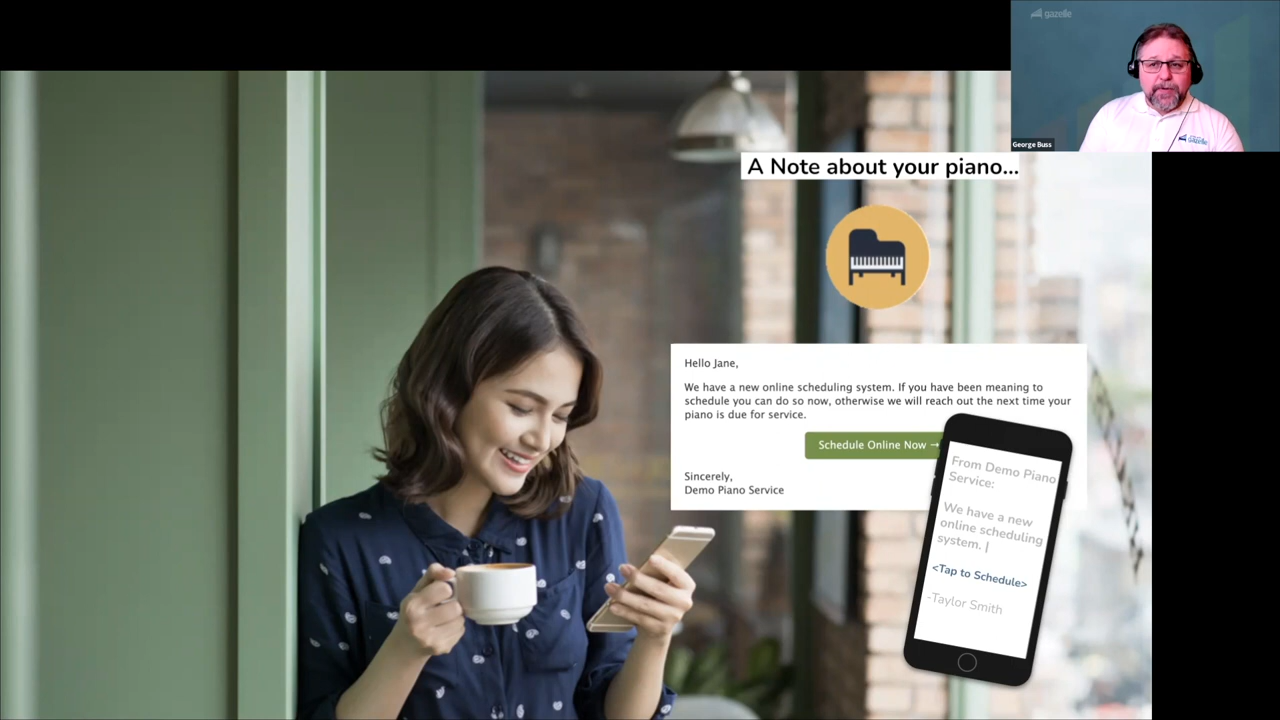 gazelle
George Buss
A Note about your piano...
Hello Jane,
We have a new online scheduling system. If you have been meaning to
schedule you can do so now, otherwise we will reach out the next time your
piano is due for service.
Schedule Online Now →
Sincerely,
Demo Piano Service
From Demo Piano
Service:
We have a new
online scheduling
system. |
<Tap to Schedule>
-Taylor Smith
gazelle